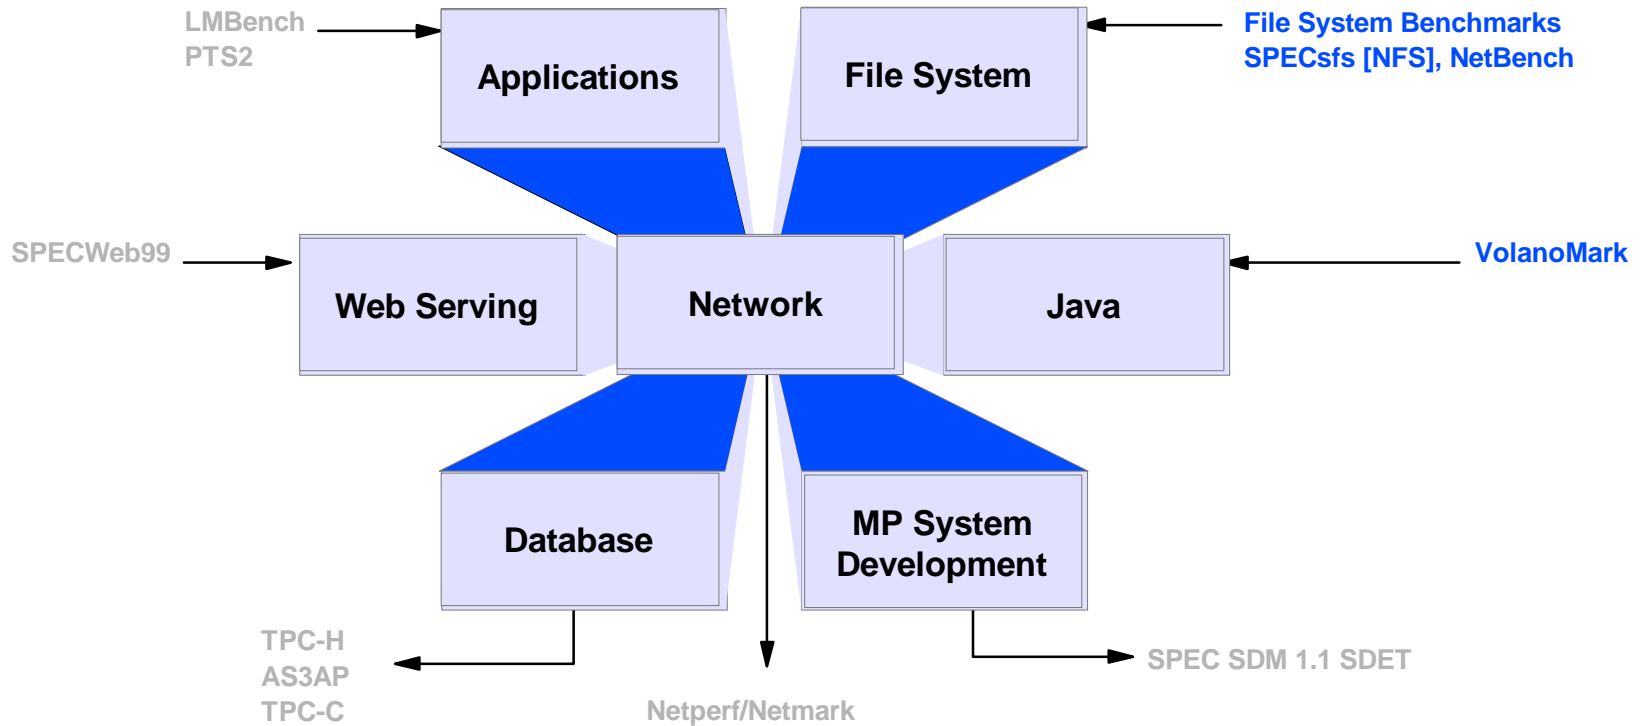 LMBench
PTS2
Applications
File System
File System Benchmarks
SPECsfs [NFS], NetBench
SPECWeb99
Web Serving
Network
Java
VolanoMark
Database
MP System
Development
TPC-H
AS3AP
TPC-C
Netperf/Netmark
SPEC SDM 1.1 SDET